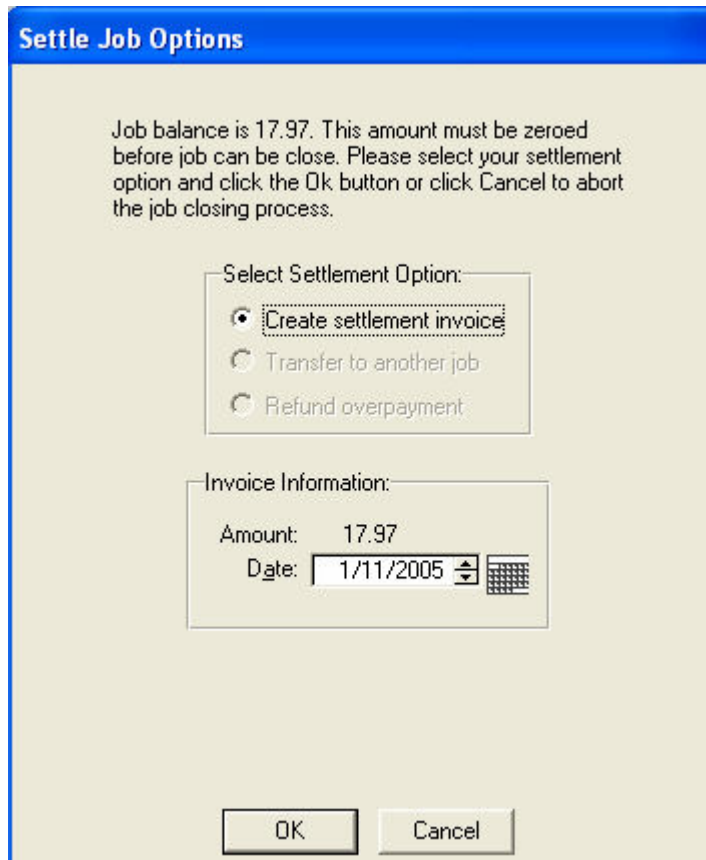 Settle Job Options
Job balance is 17.97. This amount must be zeroed
before job can be close. Please select your settlement
option and click the Ok button or click Cancel to abort
the job closing process.
Select Settlement Option:
Create settlement invoice
Transfer to another job
Refund overpayment
Invoice Information:
Amount: 17.97
Date: 1/11/2005
OK Cancel